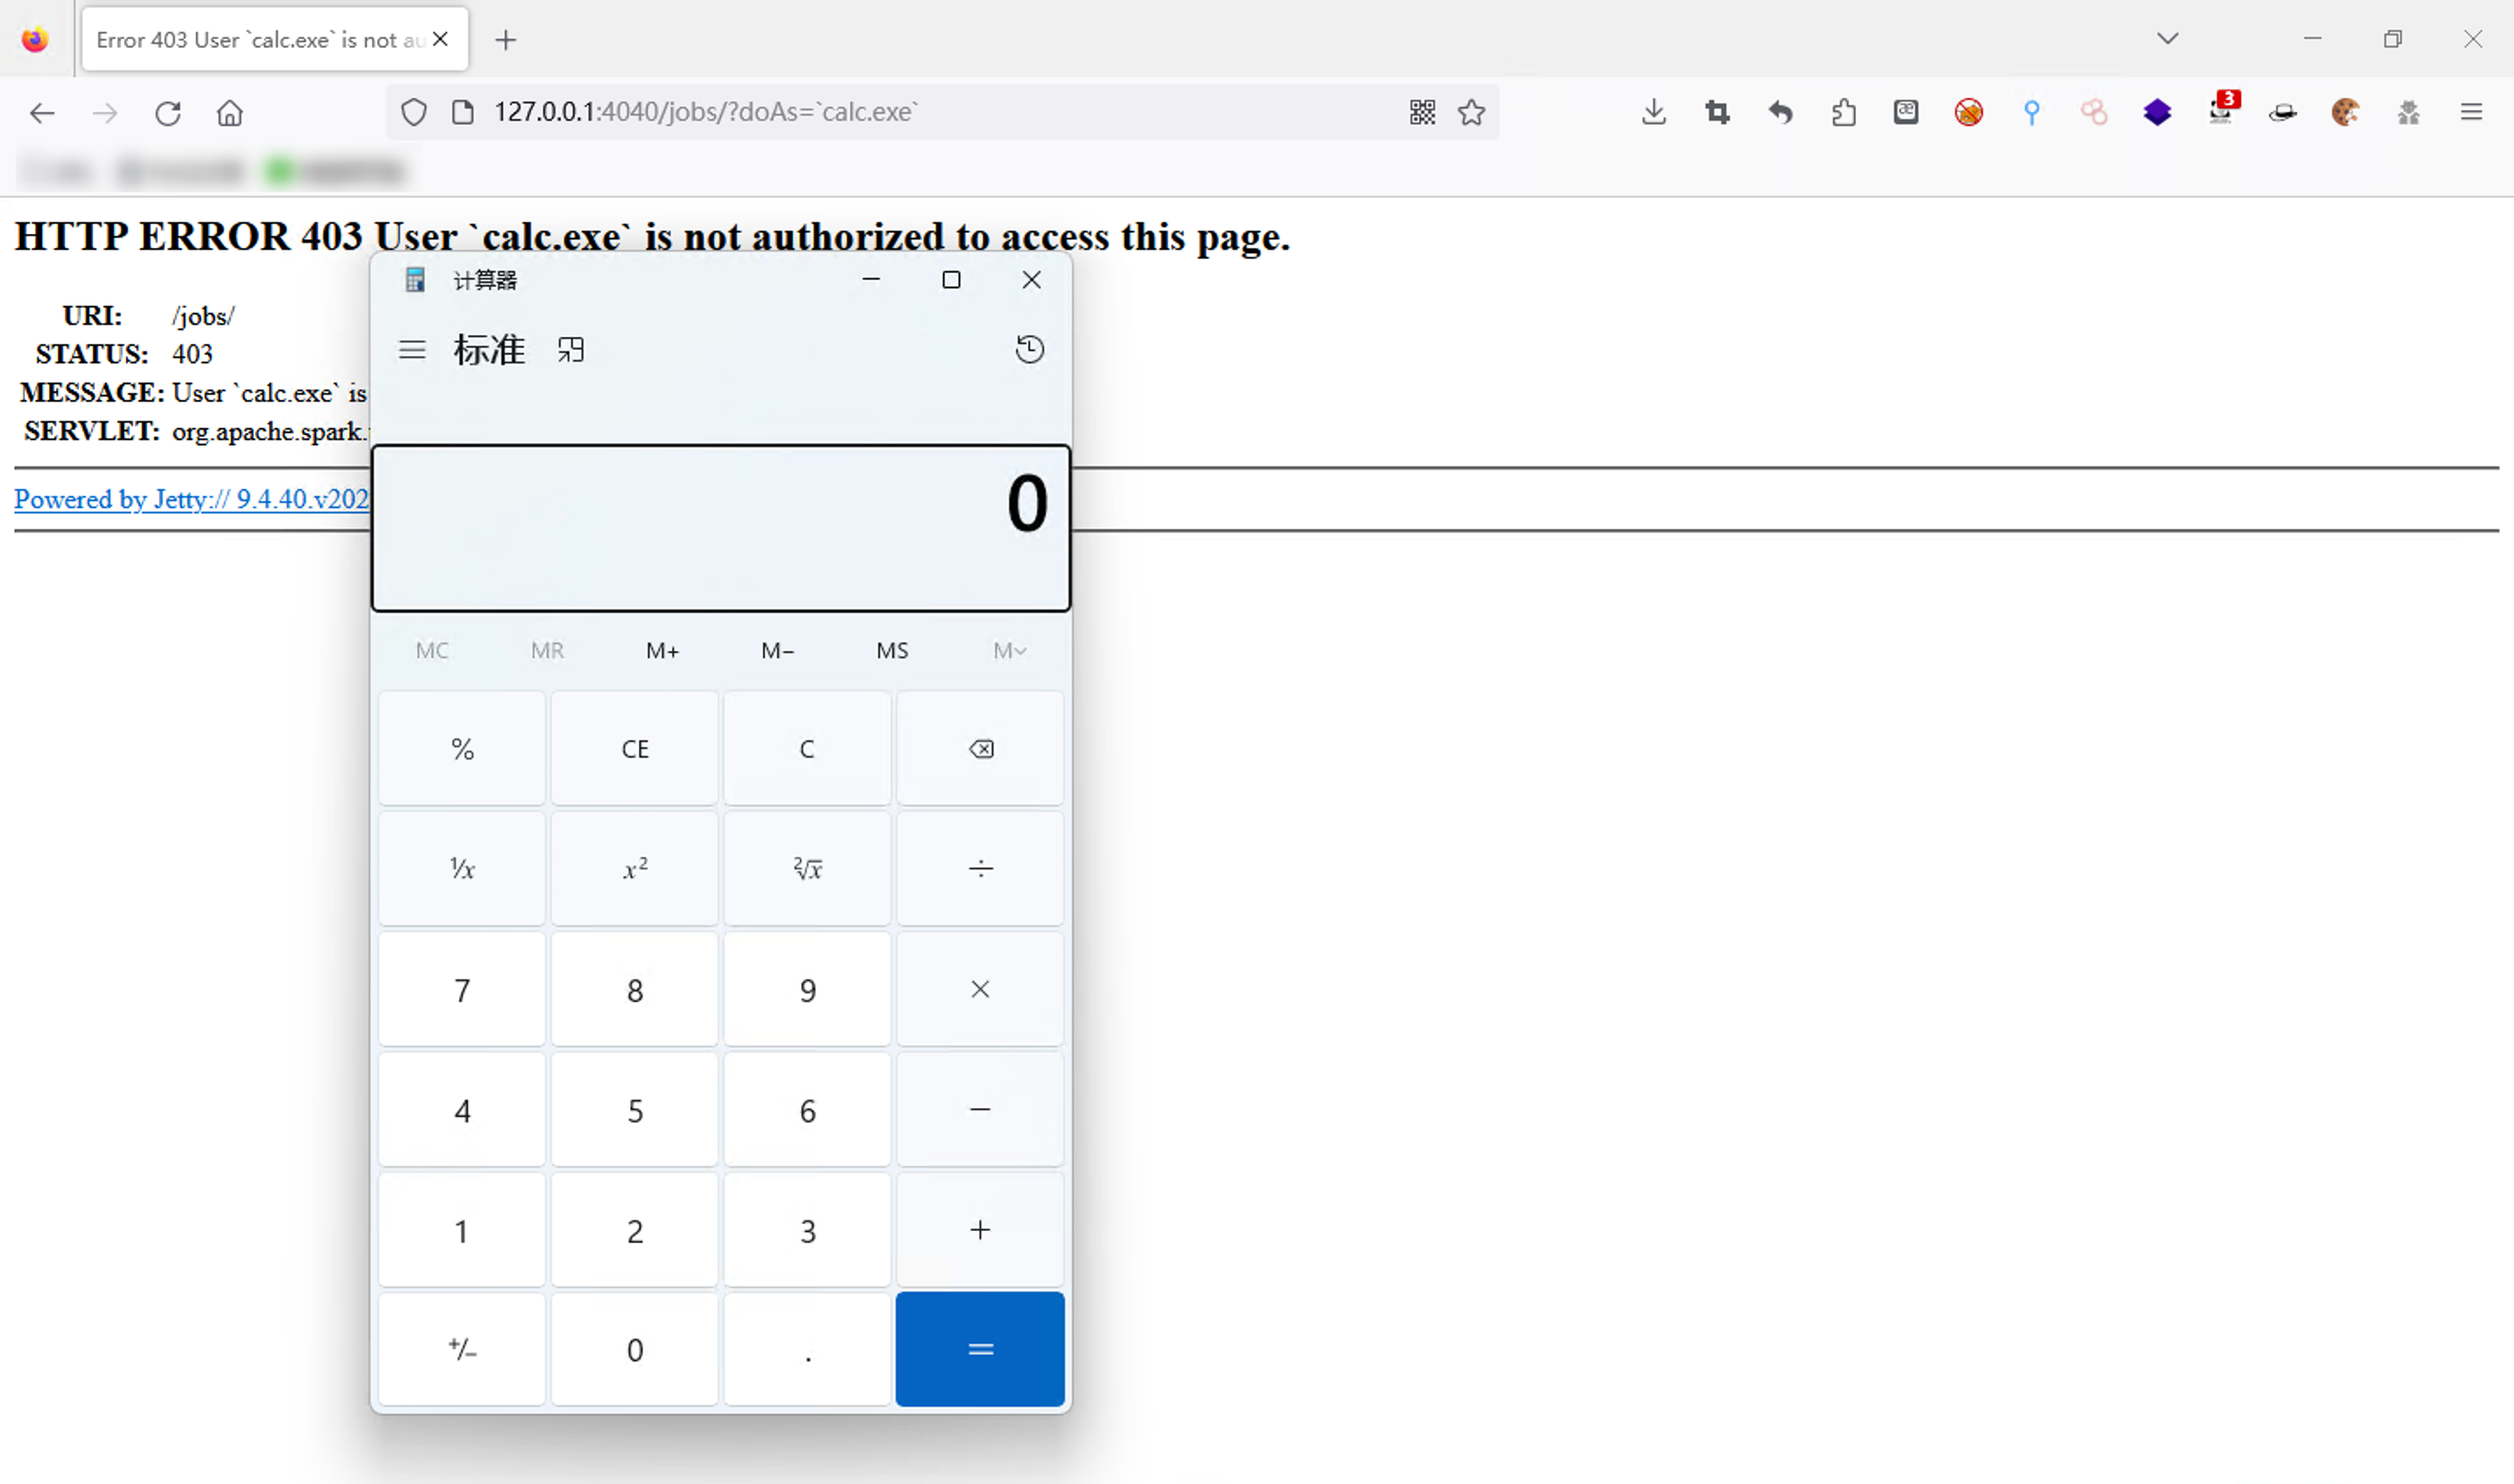 Error 403 User `calc.exe` is not au
127.0.0.1:4040/jobs/?doAs=`calc.exe`
3
HTTP ERROR 403 User `calc.exe` is not authorized to access this page.
URI: /jobs/
STATUS: 403
MESSAGE: User `calc.exe` is
SERVLET: org.apache.spark.
Powered by Jetty:// 9.4.40.v202
计算器
标准
0
MC MR M+ M− MS M
% CE C
¹/x x² ²√x ÷
7 8 9 ×
4 5 6 −
1 2 3 +
+/− 0 . =